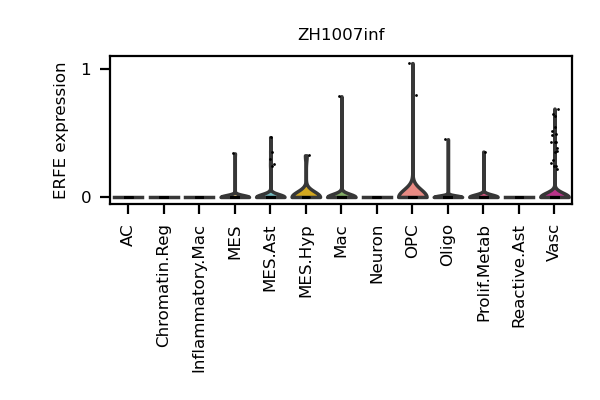 ZH1007inf
ERFE expression
1
0
AC
Chromatin.Reg
Inflammatory.Mac
MES
MES.Ast
MES.Hyp
Mac
Neuron
OPC
Oligo
Prolif.Metab
Reactive.Ast
Vasc